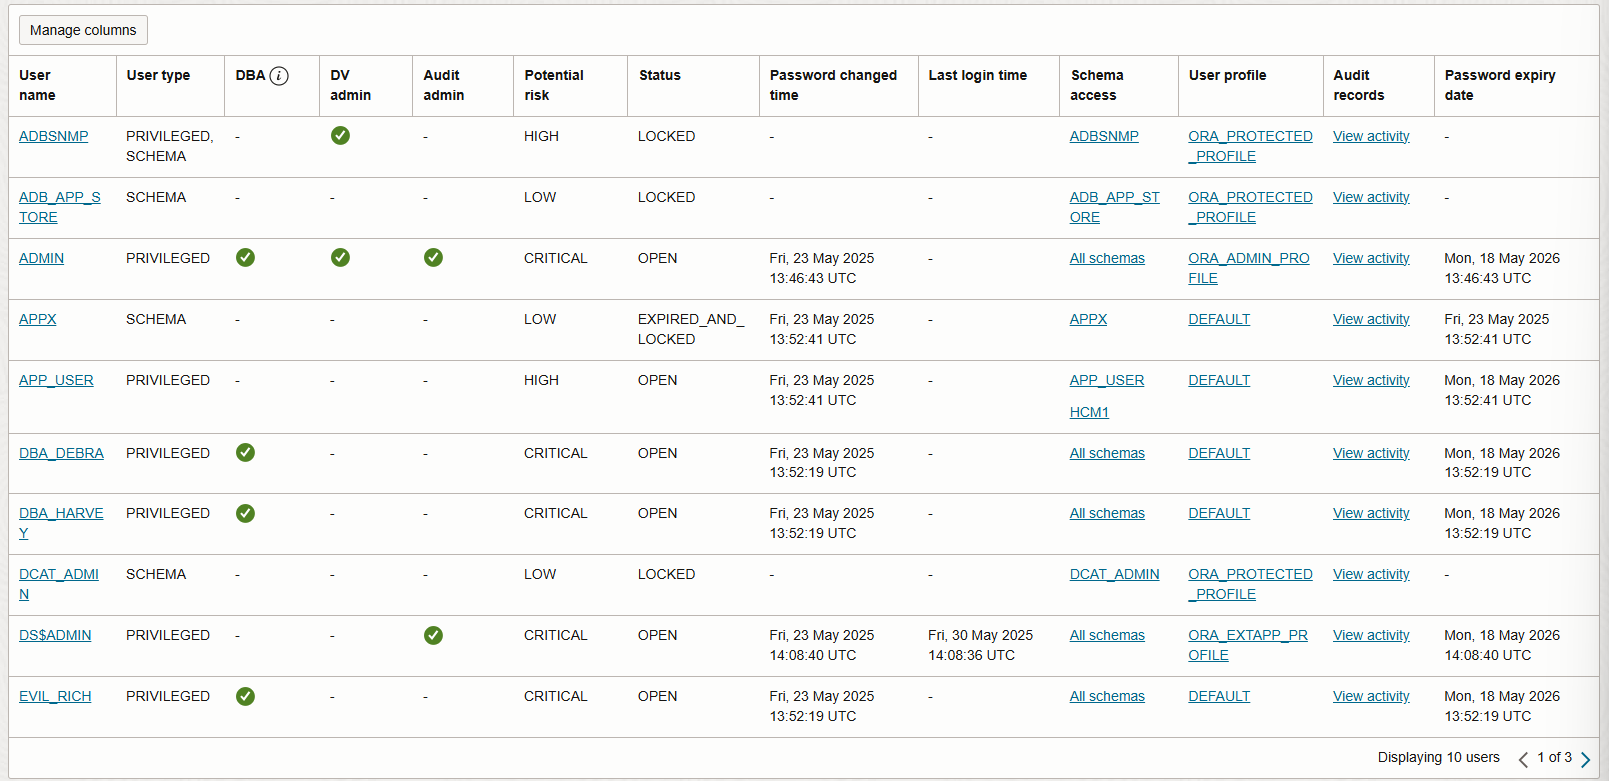 Manage columns
User name	User type	DBA	DV admin	Audit admin	Potential risk	Status	Password changed time	Last login time	Schema access	User profile	Audit records	Password expiry date
ADBSNMP	PRIVILEGED, SCHEMA	-		-	HIGH	LOCKED	-	-	ADBSNMP	ORA_PROTECTED_PROFILE	View activity	-
ADB_APP_STORE	SCHEMA	-	-	-	LOW	LOCKED	-	-	ADB_APP_STORE	ORA_PROTECTED_PROFILE	View activity	-
ADMIN	PRIVILEGED				CRITICAL	OPEN	Fri, 23 May 2025 13:46:43 UTC	-	All schemas	ORA_ADMIN_PROFILE	View activity	Mon, 18 May 2026 13:46:43 UTC
APPX	SCHEMA	-	-	-	LOW	EXPIRED_AND_LOCKED	Fri, 23 May 2025 13:52:41 UTC	-	APPX	DEFAULT	View activity	Fri, 23 May 2025 13:52:41 UTC
APP_USER	PRIVILEGED	-	-	-	HIGH	OPEN	Fri, 23 May 2025 13:52:41 UTC	-	APP_USER HCM1	DEFAULT	View activity	Mon, 18 May 2026 13:52:41 UTC
DBA_DEBRA	PRIVILEGED		-	-	CRITICAL	OPEN	Fri, 23 May 2025 13:52:19 UTC	-	All schemas	DEFAULT	View activity	Mon, 18 May 2026 13:52:19 UTC
DBA_HARVEY	PRIVILEGED		-	-	CRITICAL	OPEN	Fri, 23 May 2025 13:52:19 UTC	-	All schemas	DEFAULT	View activity	Mon, 18 May 2026 13:52:19 UTC
DCAT_ADMIN	SCHEMA	-	-	-	LOW	LOCKED	-	-	DCAT_ADMIN	ORA_PROTECTED_PROFILE	View activity	-
DS$ADMIN	PRIVILEGED	-	-		CRITICAL	OPEN	Fri, 23 May 2025 14:08:40 UTC	Fri, 30 May 2025 14:08:36 UTC	All schemas	ORA_EXTAPP_PROFILE	View activity	Mon, 18 May 2026 14:08:40 UTC
EVIL_RICH	PRIVILEGED		-	-	CRITICAL	OPEN	Fri, 23 May 2025 13:52:19 UTC	-	All schemas	DEFAULT	View activity	Mon, 18 May 2026 13:52:19 UTC
Displaying 10 users	1 of 3